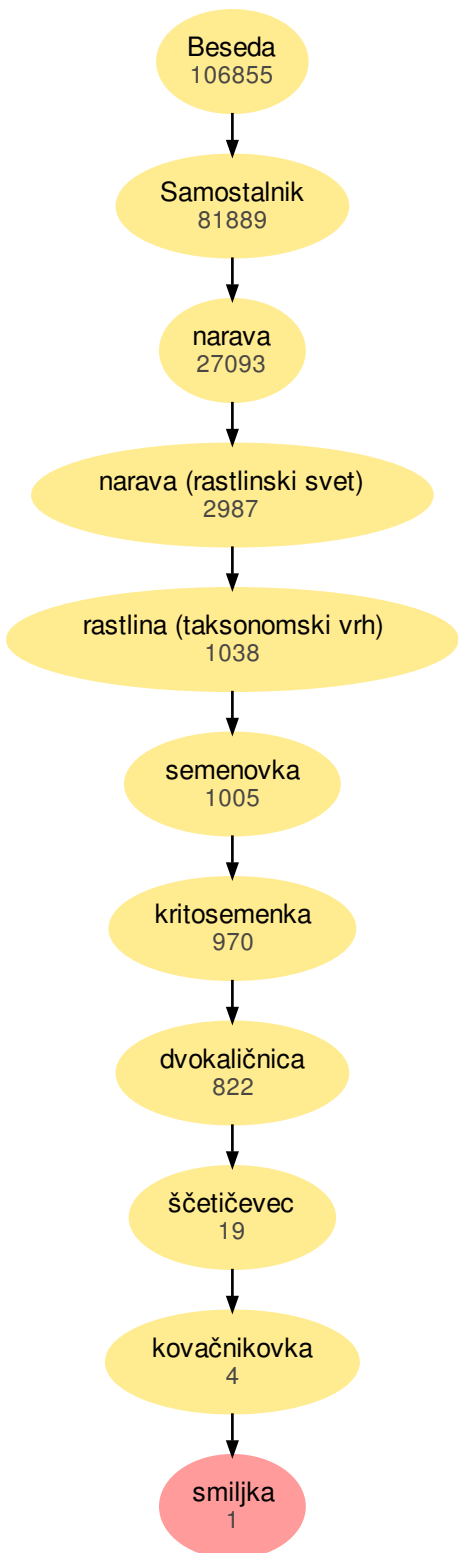 Beseda
106855
Samostalnik
81889
narava
27093
narava (rastlinski svet)
2987
rastlina (taksonomski vrh)
1038
semenovka
1005
kritosemenka
970
dvokaličnica
822
ščetičevec
19
kovačnikovka
4
smiljka
1